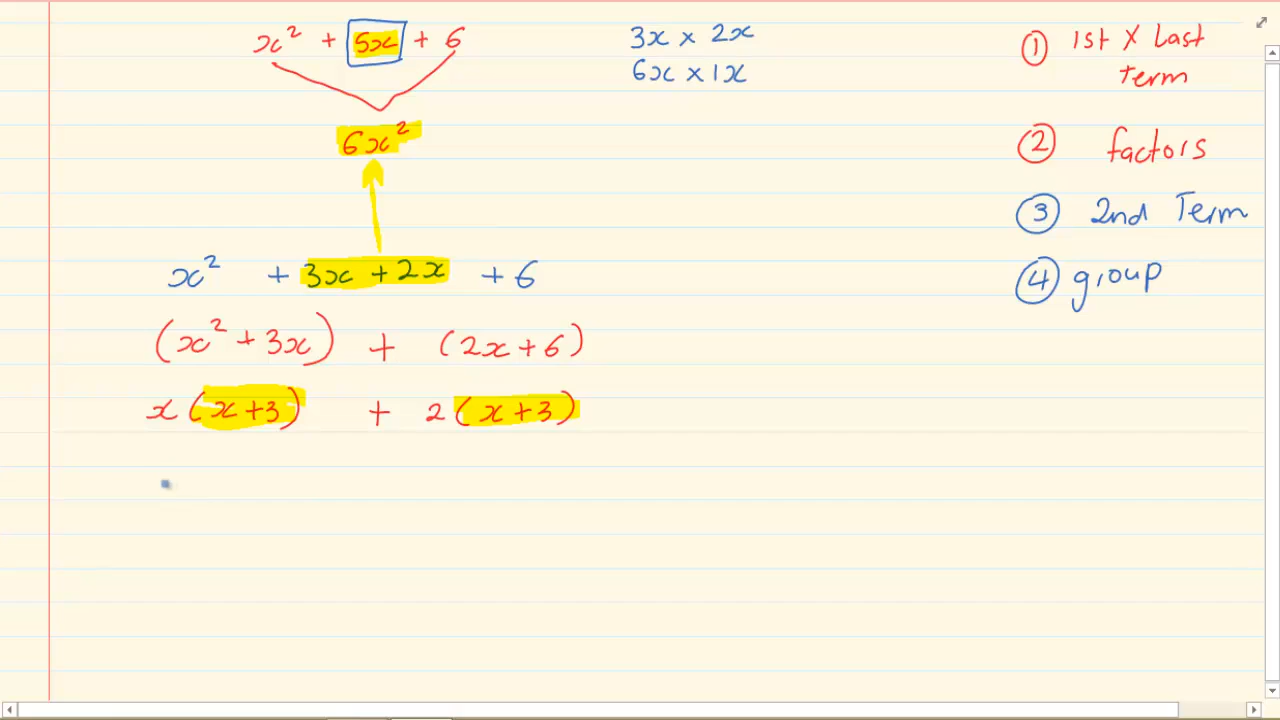 x² + 5x + 6
3x × 2x
6x × 1x
6x²
x² + 3x + 2x + 6
(x² + 3x) + (2x + 6)
x (x + 3) + 2 (x + 3)
① 1st X Last
term
② factors
③ 2nd Term
④ group